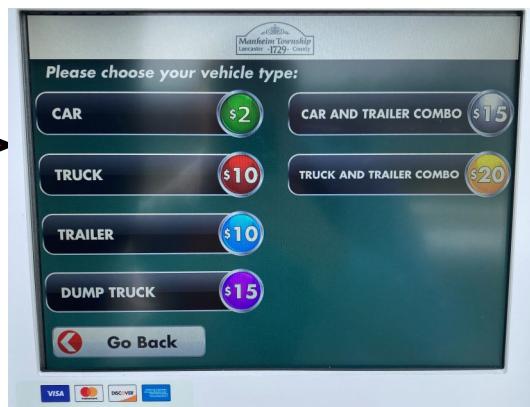 Manheim Township
Lancaster -1729- County
Please choose your vehicle type:
CAR $2
TRUCK $10
TRAILER $10
DUMP TRUCK $15
CAR AND TRAILER COMBO $15
TRUCK AND TRAILER COMBO $20
Go Back
VISA
DISCOVER